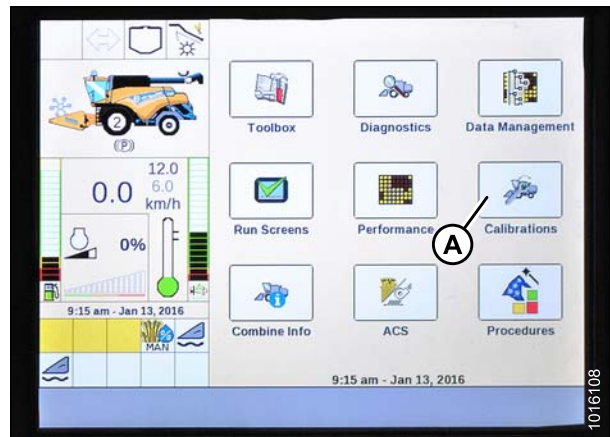 2
(P)
12.0
6.0
0.0 km/h
0%
9:15 am - Jan 13, 2016
MAN
Toolbox
Diagnostics
Data Management
Run Screens
Performance
Calibrations
A
Combine Info
ACS
Procedures
9:15 am - Jan 13, 2016
1016108